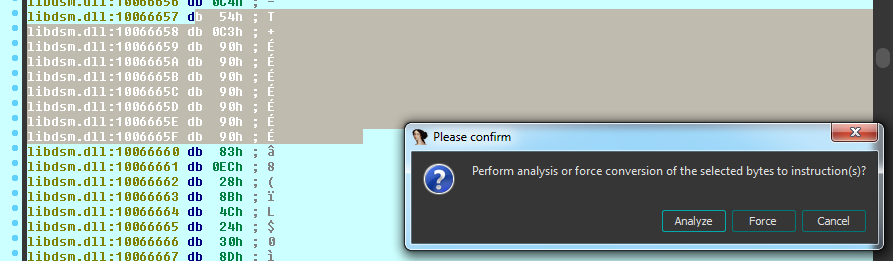 libdsm.dll:10066656 db 0C4h ; -
libdsm.dll:10066657 db 54h ; T
libdsm.dll:10066658 db 0C3h ; +
libdsm.dll:10066659 db 90h ; É
libdsm.dll:1006665A db 90h ; É
libdsm.dll:1006665B db 90h ; É
libdsm.dll:1006665C db 90h ; É
libdsm.dll:1006665D db 90h ; É
libdsm.dll:1006665E db 90h ; É
libdsm.dll:1006665F db 90h ; É
libdsm.dll:10066660 db 83h ; â
libdsm.dll:10066661 db 0ECh ; 8
libdsm.dll:10066662 db 28h ; (
libdsm.dll:10066663 db 8Bh ; ï
libdsm.dll:10066664 db 4Ch ; L
libdsm.dll:10066665 db 24h ; $
libdsm.dll:10066666 db 30h ; 0
libdsm.dll:10066667 db 8Dh ; ì
Please confirm
Perform analysis or force conversion of the selected bytes to instruction(s)?
Analyze Force Cancel